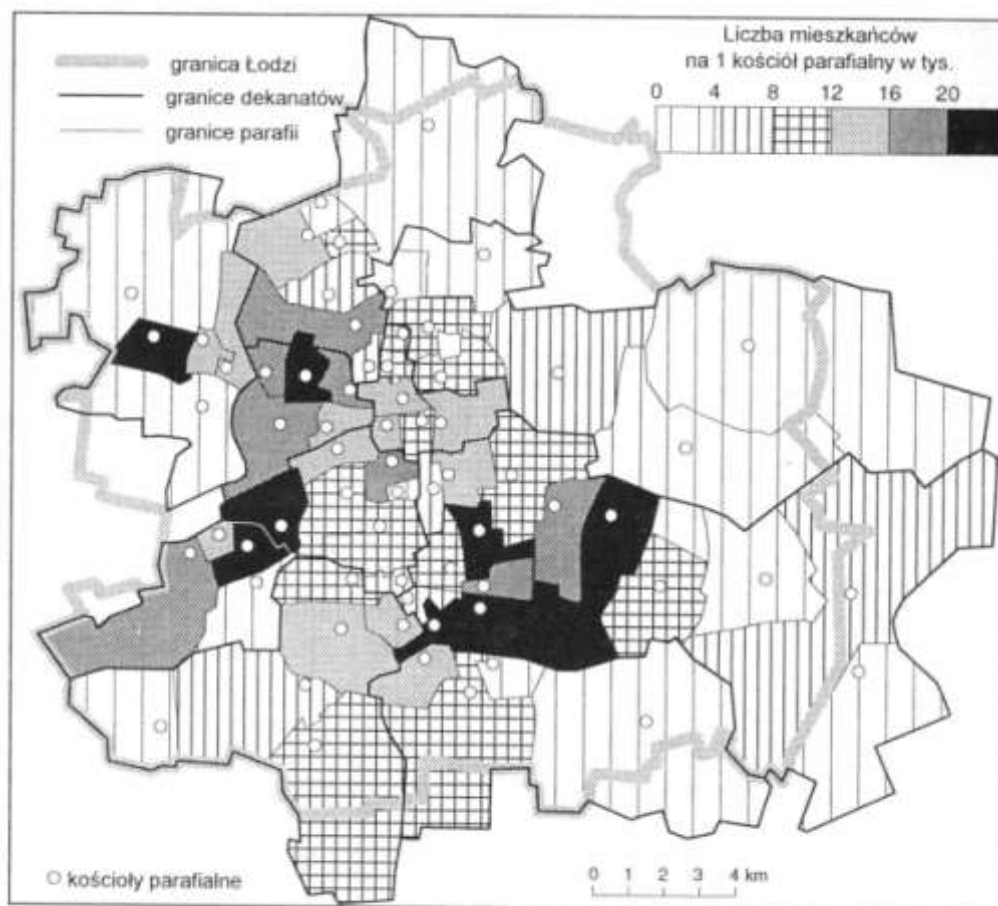 granica Łodzi
granice dekanatów
granice parafii
Liczba mieszkańców
na 1 kościół parafialny w tys.
0 4 8 12 16 20
kościoły parafialne
0 1 2 3 4 km